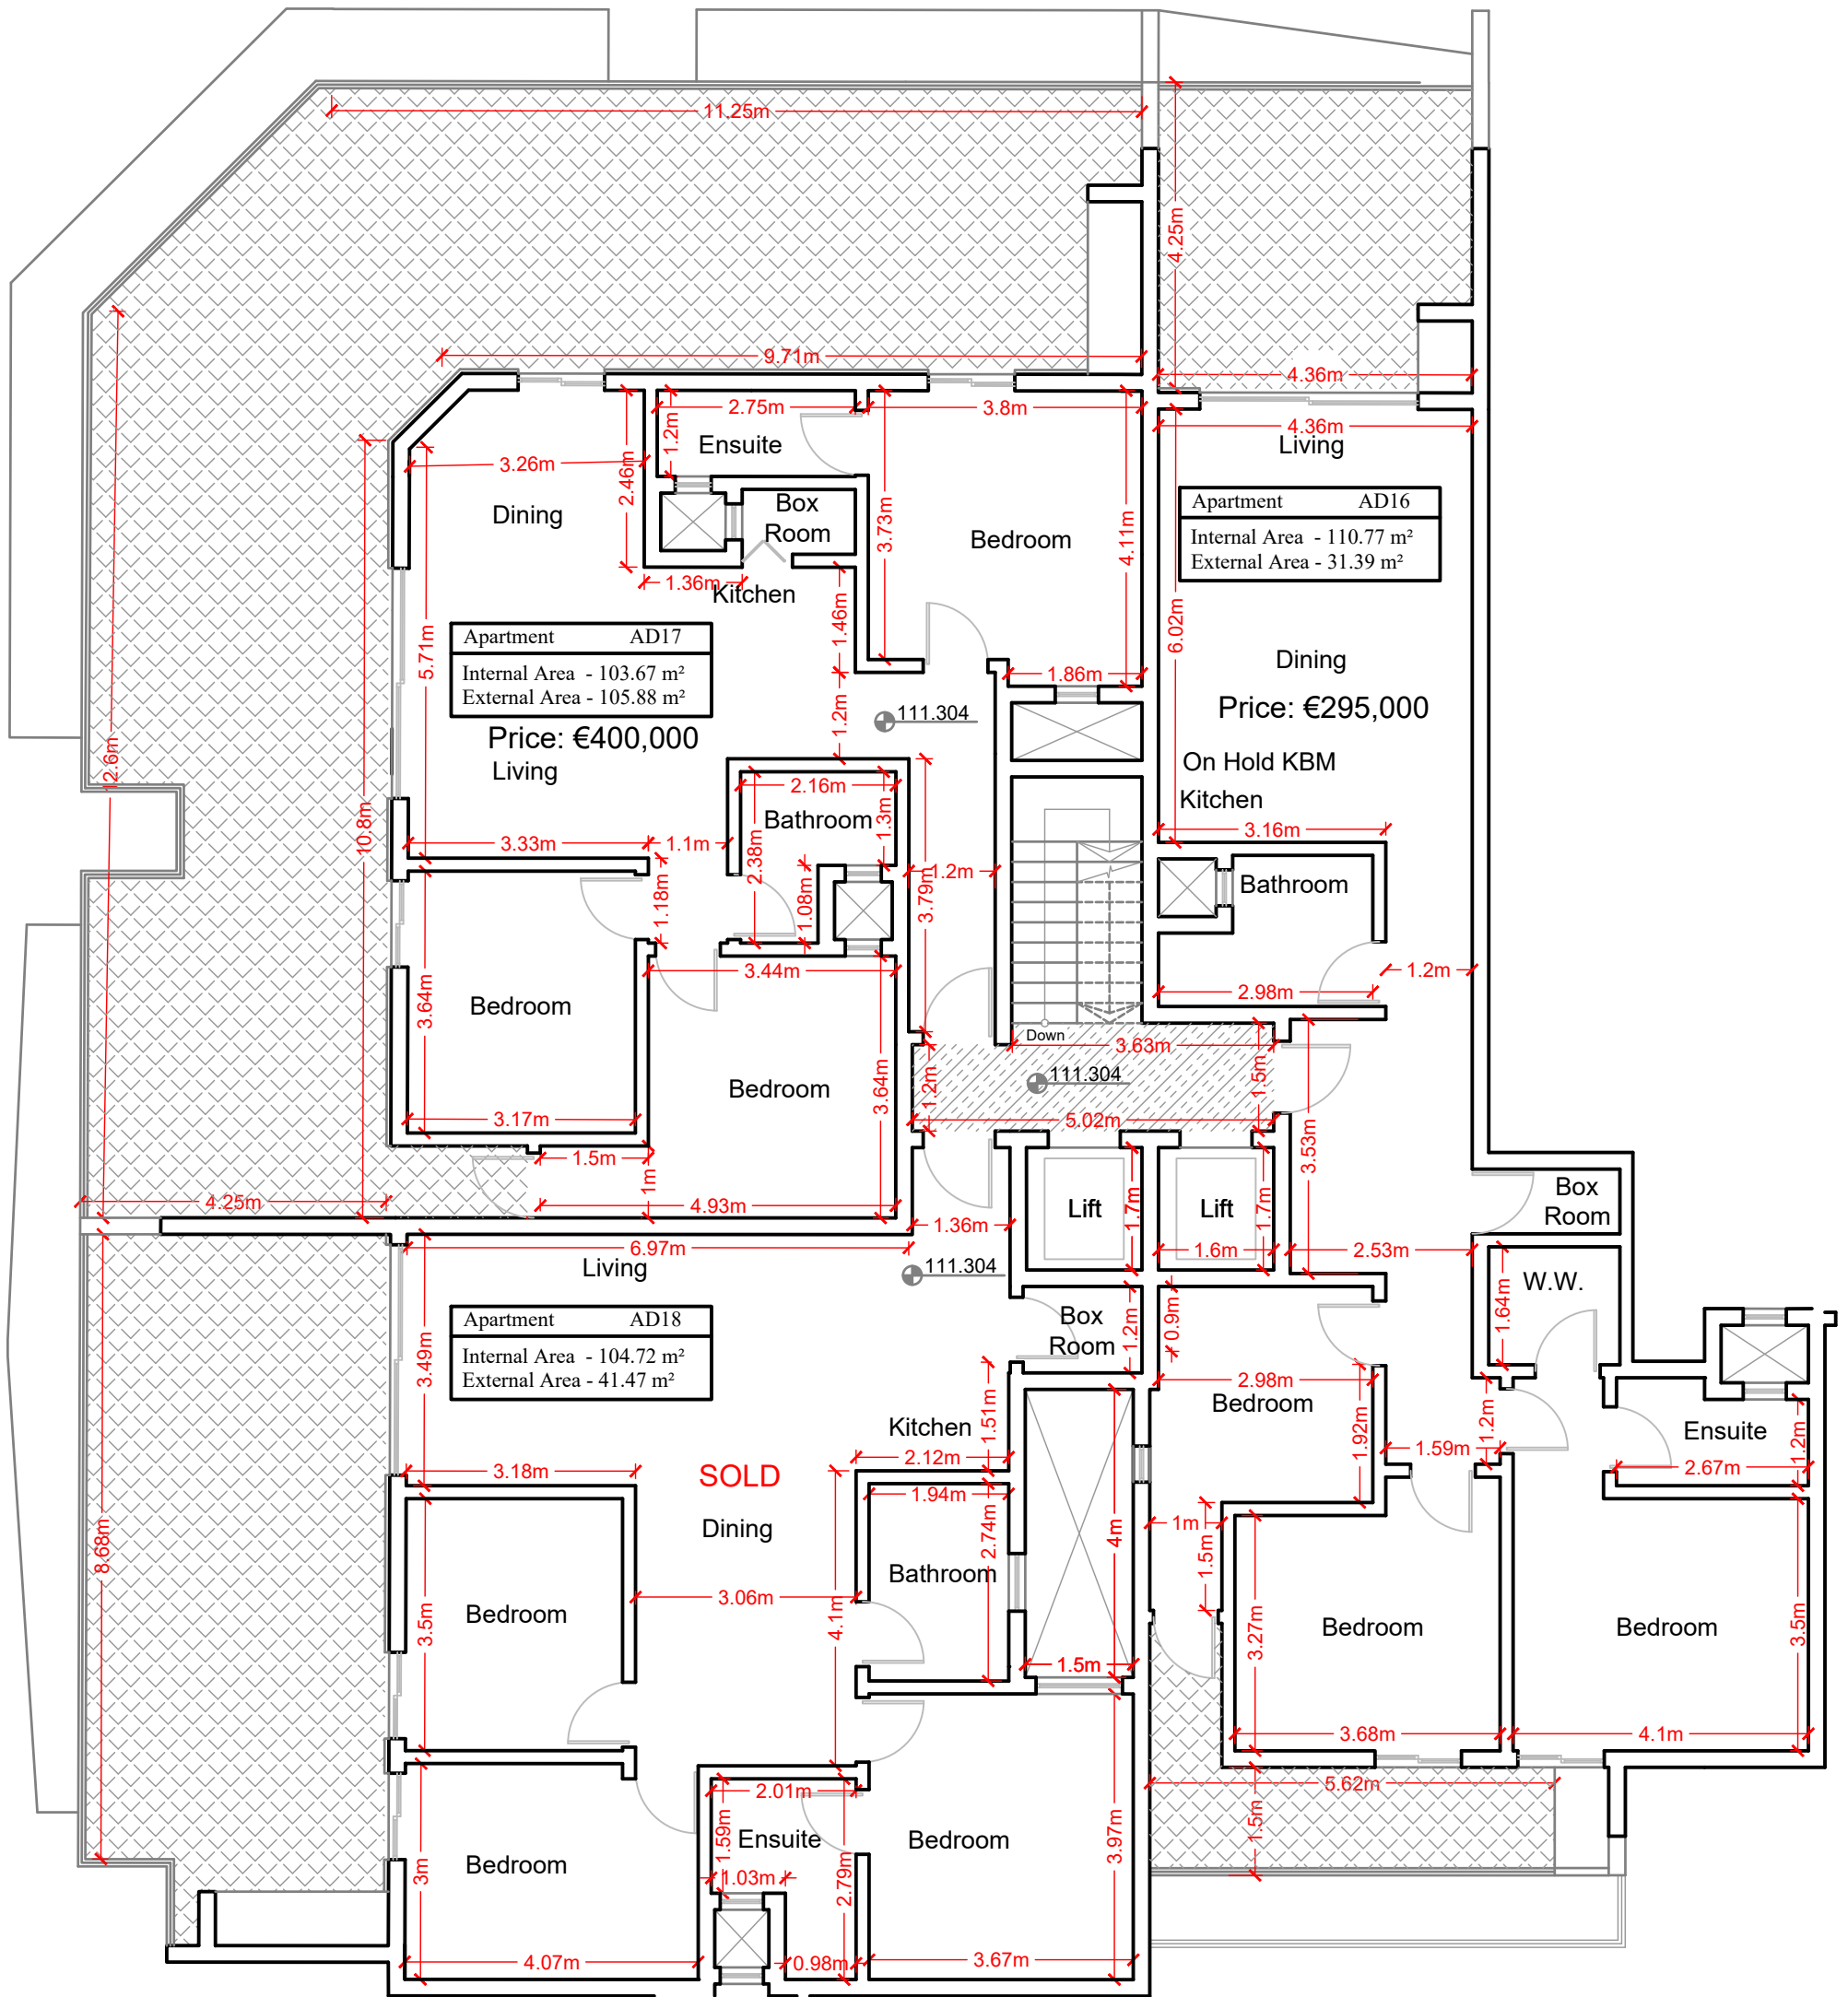 11.25m
4.25m
9.71m
4.36m
2.75m
3.8m
4.36m
1.2m
Ensuite
Living
3.26m
2.46m
Dining
Box
Room
3.73m
Bedroom
4.11m
Apartment AD16
Internal Area - 110.77 m²
External Area - 31.39 m²
1.36m
Kitchen
1.46m
6.02m
Apartment AD17
Internal Area - 103.67 m²
External Area - 105.88 m²
5.71m
1.86m
Dining
Price: €295,000
1.2m
111.304
Price: €400,000
Living
12.6m
On Hold KBM
Kitchen
2.16m
Bathroom
1.3m
3.16m
10.8m
3.33m
1.1m
2.38m
1.18m
1.08m
3.79m
1.2m
Bathroom
3.44m
1.2m
2.98m
3.64m
Bedroom
Down
3.63m
111.304
1.5m
Bedroom
3.64m
1.2m
3.17m
5.02m
3.53m
1.5m
1m
4.25m
4.93m
1.36m
Lift
1.7m
Lift
1.7m
1.6m
Box
Room
6.97m
2.53m
Living
111.304
W.W.
1.64m
Apartment AD18
Internal Area - 104.72 m²
External Area - 41.47 m²
3.49m
Box
Room
1.2m
0.9m
2.98m
Bedroom
1.92m
1.51m
Kitchen
2.12m
1.59m
1.2m
Ensuite
1.2m
2.67m
3.18m
SOLD
1.94m
Dining
8.68m
2.74m
4m
1m
1.5m
Bathroom
3.06m
3.5m
Bedroom
4.1m
3.27m
Bedroom
Bedroom
3.5m
1.5m
3.68m
4.1m
5.62m
2.01m
1.59m
Ensuite
Bedroom
3.97m
1.5m
3m
Bedroom
1.03m
2.79m
4.07m
0.98m
3.67m